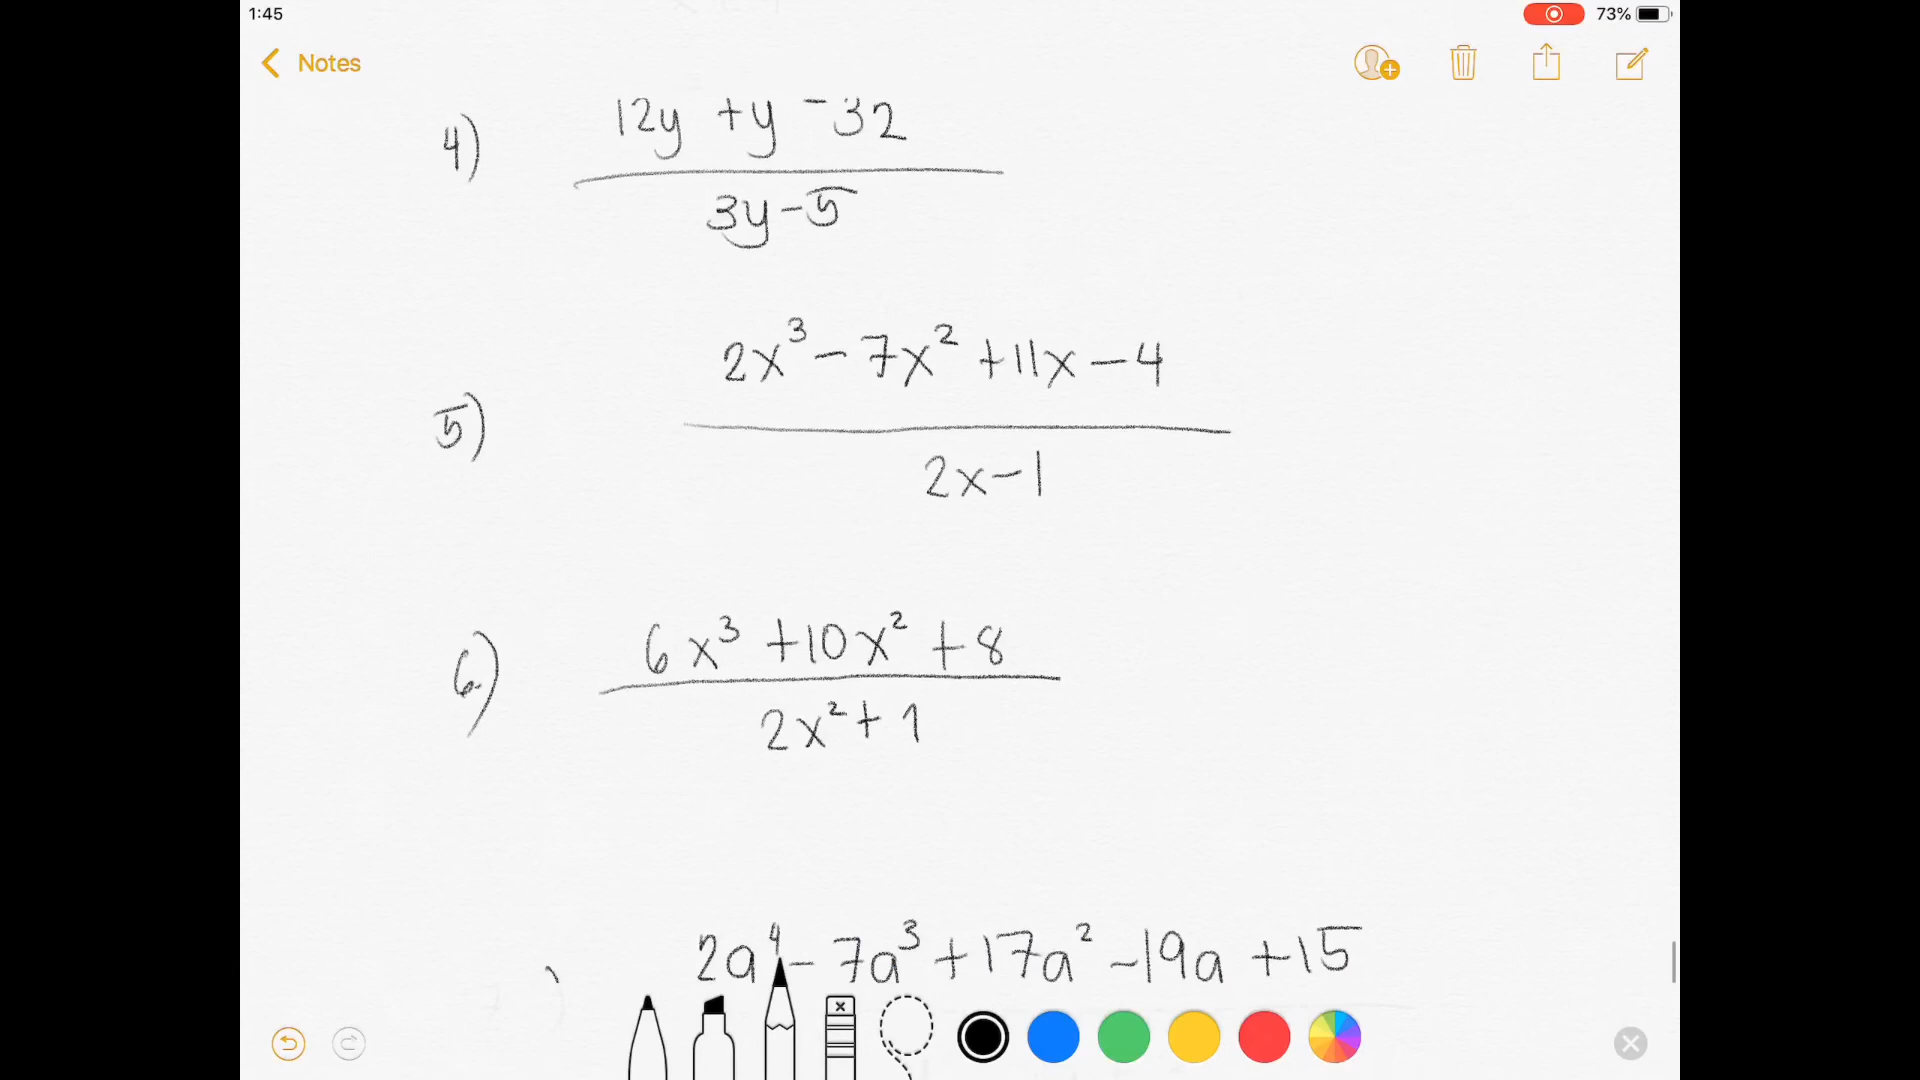 1:45
73%
Notes
12y + y - 32
4)
3y - 5
2x³ - 7x² + 11x - 4
5)
2x - 1
6x³ + 10x² + 8
6)
2x² + 1
2a⁴ - 7a³ + 17a² - 19a + 15
)